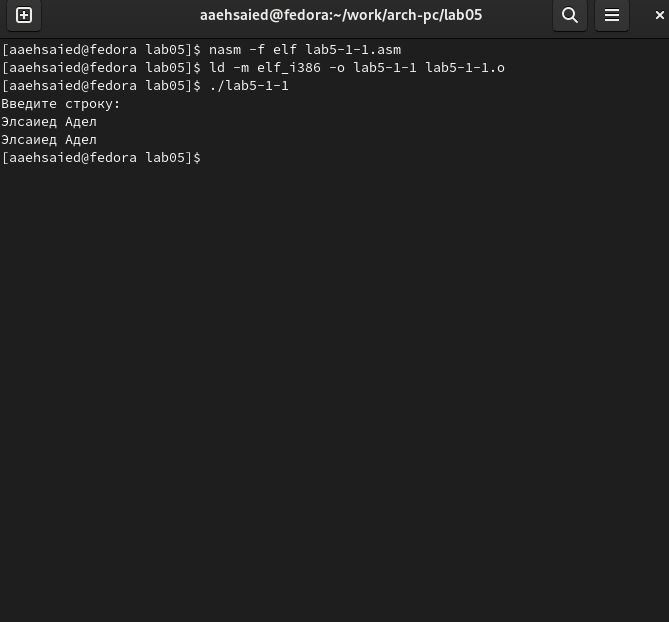 aaehsaied@fedora:~/work/arch-pc/lab05
[aaehsaied@fedora lab05]$ nasm -f elf lab5-1-1.asm
[aaehsaied@fedora lab05]$ ld -m elf_i386 -o lab5-1-1 lab5-1-1.o
[aaehsaied@fedora lab05]$ ./lab5-1-1
Введите строку:
Элсаиед Адел
Элсаиед Адел
[aaehsaied@fedora lab05]$